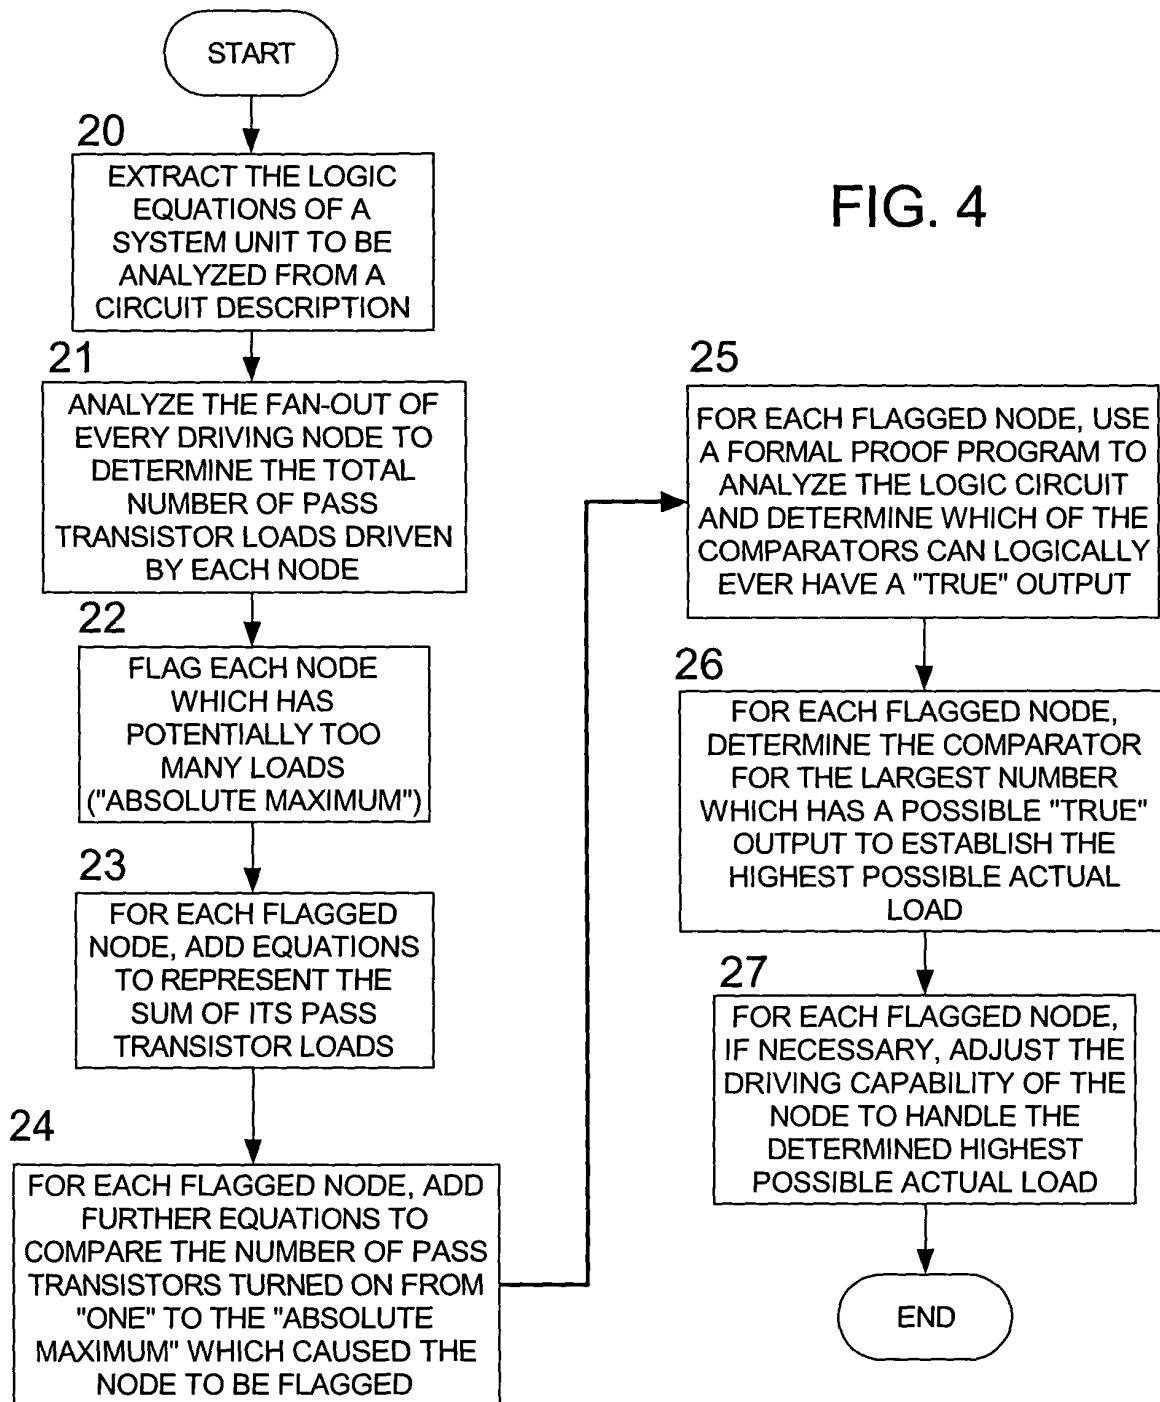 START
20
EXTRACT THE LOGIC
EQUATIONS OF A
SYSTEM UNIT TO BE
ANALYZED FROM A
CIRCUIT DESCRIPTION
21
ANALYZE THE FAN-OUT OF
EVERY DRIVING NODE TO
DETERMINE THE TOTAL
NUMBER OF PASS
TRANSISTOR LOADS DRIVEN
BY EACH NODE
22
FLAG EACH NODE
WHICH HAS
POTENTIALLY TOO
MANY LOADS
("ABSOLUTE MAXIMUM")
23
FOR EACH FLAGGED
NODE, ADD EQUATIONS
TO REPRESENT THE
SUM OF ITS PASS
TRANSISTOR LOADS
24
FOR EACH FLAGGED NODE, ADD
FURTHER EQUATIONS TO
COMPARE THE NUMBER OF PASS
TRANSISTORS TURNED ON FROM
"ONE" TO THE "ABSOLUTE
MAXIMUM" WHICH CAUSED THE
NODE TO BE FLAGGED
FIG. 4
25
FOR EACH FLAGGED NODE, USE
A FORMAL PROOF PROGRAM TO
ANALYZE THE LOGIC CIRCUIT
AND DETERMINE WHICH OF THE
COMPARATORS CAN LOGICALLY
EVER HAVE A "TRUE" OUTPUT
26
FOR EACH FLAGGED NODE,
DETERMINE THE COMPARATOR
FOR THE LARGEST NUMBER
WHICH HAS A POSSIBLE "TRUE"
OUTPUT TO ESTABLISH THE
HIGHEST POSSIBLE ACTUAL
LOAD
27
FOR EACH FLAGGED NODE,
IF NECESSARY, ADJUST THE
DRIVING CAPABILITY OF THE
NODE TO HANDLE THE
DETERMINED HIGHEST
POSSIBLE ACTUAL LOAD
END